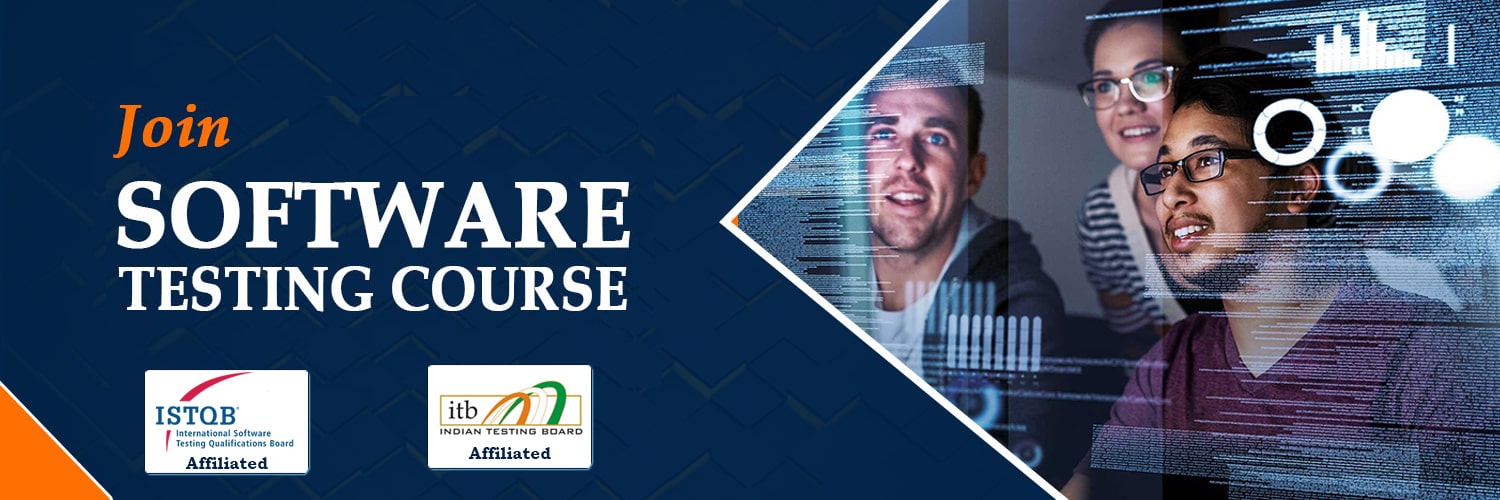 Join
SOFTWARE
TESTING COURSE
ISTQB®
International Software
Testing Qualifications Board
Affiliated
itb
INDIAN TESTING BOARD
Affiliated